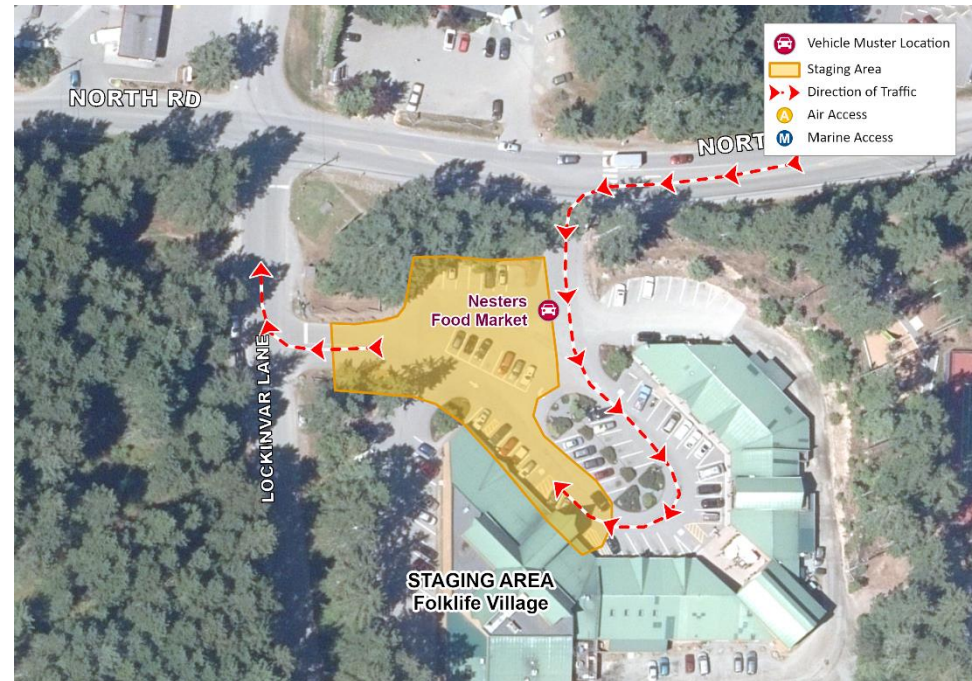 Vehicle Muster Location
Staging Area
Direction of Traffic
A Air Access
M Marine Access
NORTH RD
NORT
Nesters
Food Market
LOCKINVAR LANE
STAGING AREA
Folklife Village